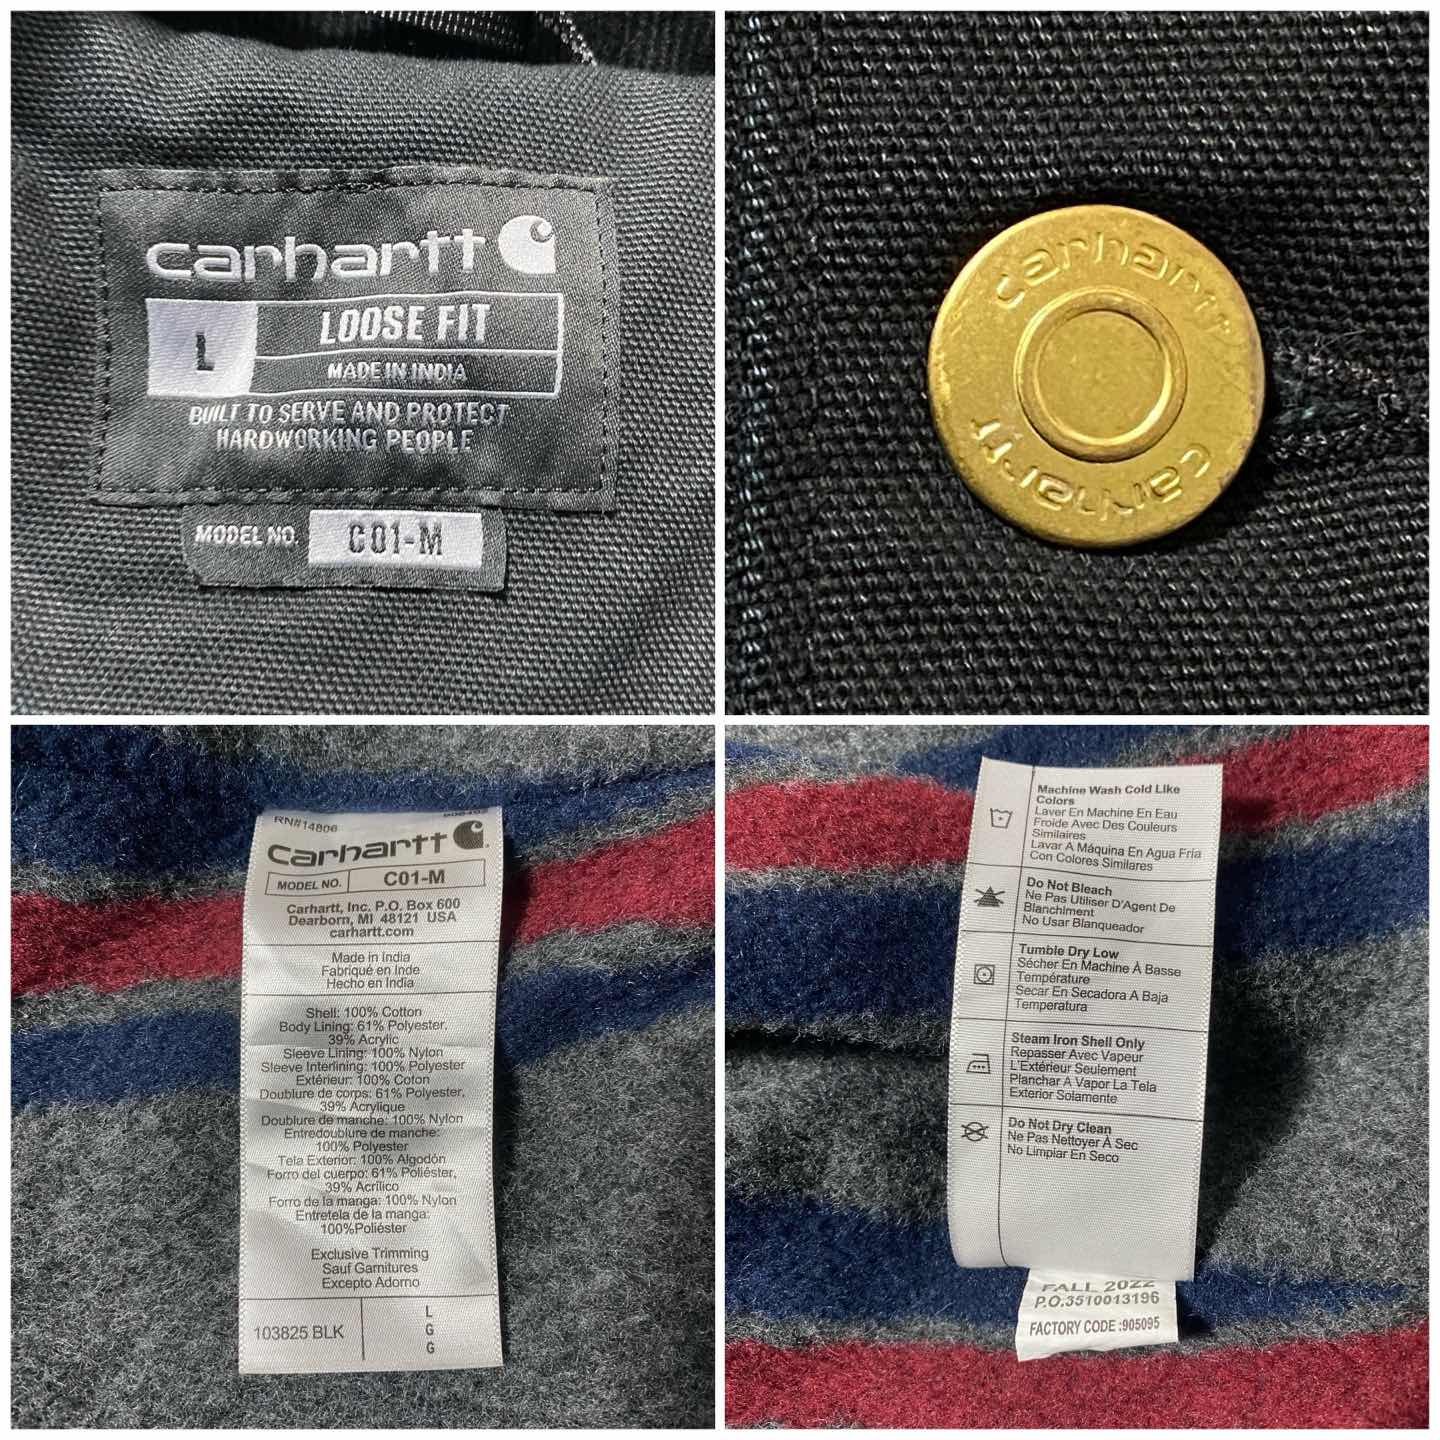 carhartt
L
LOOSE FIT
MADE IN INDIA
BUILT TO SERVE AND PROTECT
HARDWORKING PEOPLE
MODEL NO.
C01-M
carhartt
carhartt
RN#14806
carhartt
MODEL NO.
C01-M
Carhartt, Inc. P.O. Box 600
Dearborn, MI 48121 USA
carhartt.com
Made in India
Fabriqué en Inde
Hecho en India
Shell: 100% Cotton
Body Lining: 61% Polyester,
39% Acrylic
Sleeve Lining: 100% Nylon
Sleeve Interlining: 100% Polyester
Extérieur: 100% Coton
Doublure de corps: 61% Polyester,
39% Acrylique
Doublure de manche: 100% Nylon
Entredoublure de manche:
100% Polyester
Tela Exterior: 100% Algodón
Forro del cuerpo: 61% Poliéster,
39% Acrílico
Forro de la manga: 100% Nylon
Entretela de la manga:
100%Poliéster
Exclusive Trimming
Sauf Garnitures
Excepto Adorno
103825 BLK
L
G
G
Machine Wash Cold Like
Colors
Laver En Machine En Eau
Froide Avec Des Couleurs
Similaires
Lavar A Máquina En Agua Fría
Con Colores Similares
Do Not Bleach
Ne Pas Utiliser D'Agent De
Blanchiment
No Usar Blanqueador
Tumble Dry Low
Sécher En Machine À Basse
Température
Secar En Secadora A Baja
Temperatura
Steam Iron Shell Only
Repasser Avec Vapeur
L'Extérieur Seulement
Planchar A Vapor La Tela
Exterior Solamente
Do Not Dry Clean
Ne Pas Nettoyer À Sec
No Limpiar En Seco
FALL 2022
P.O.3510013196
FACTORY CODE :905095